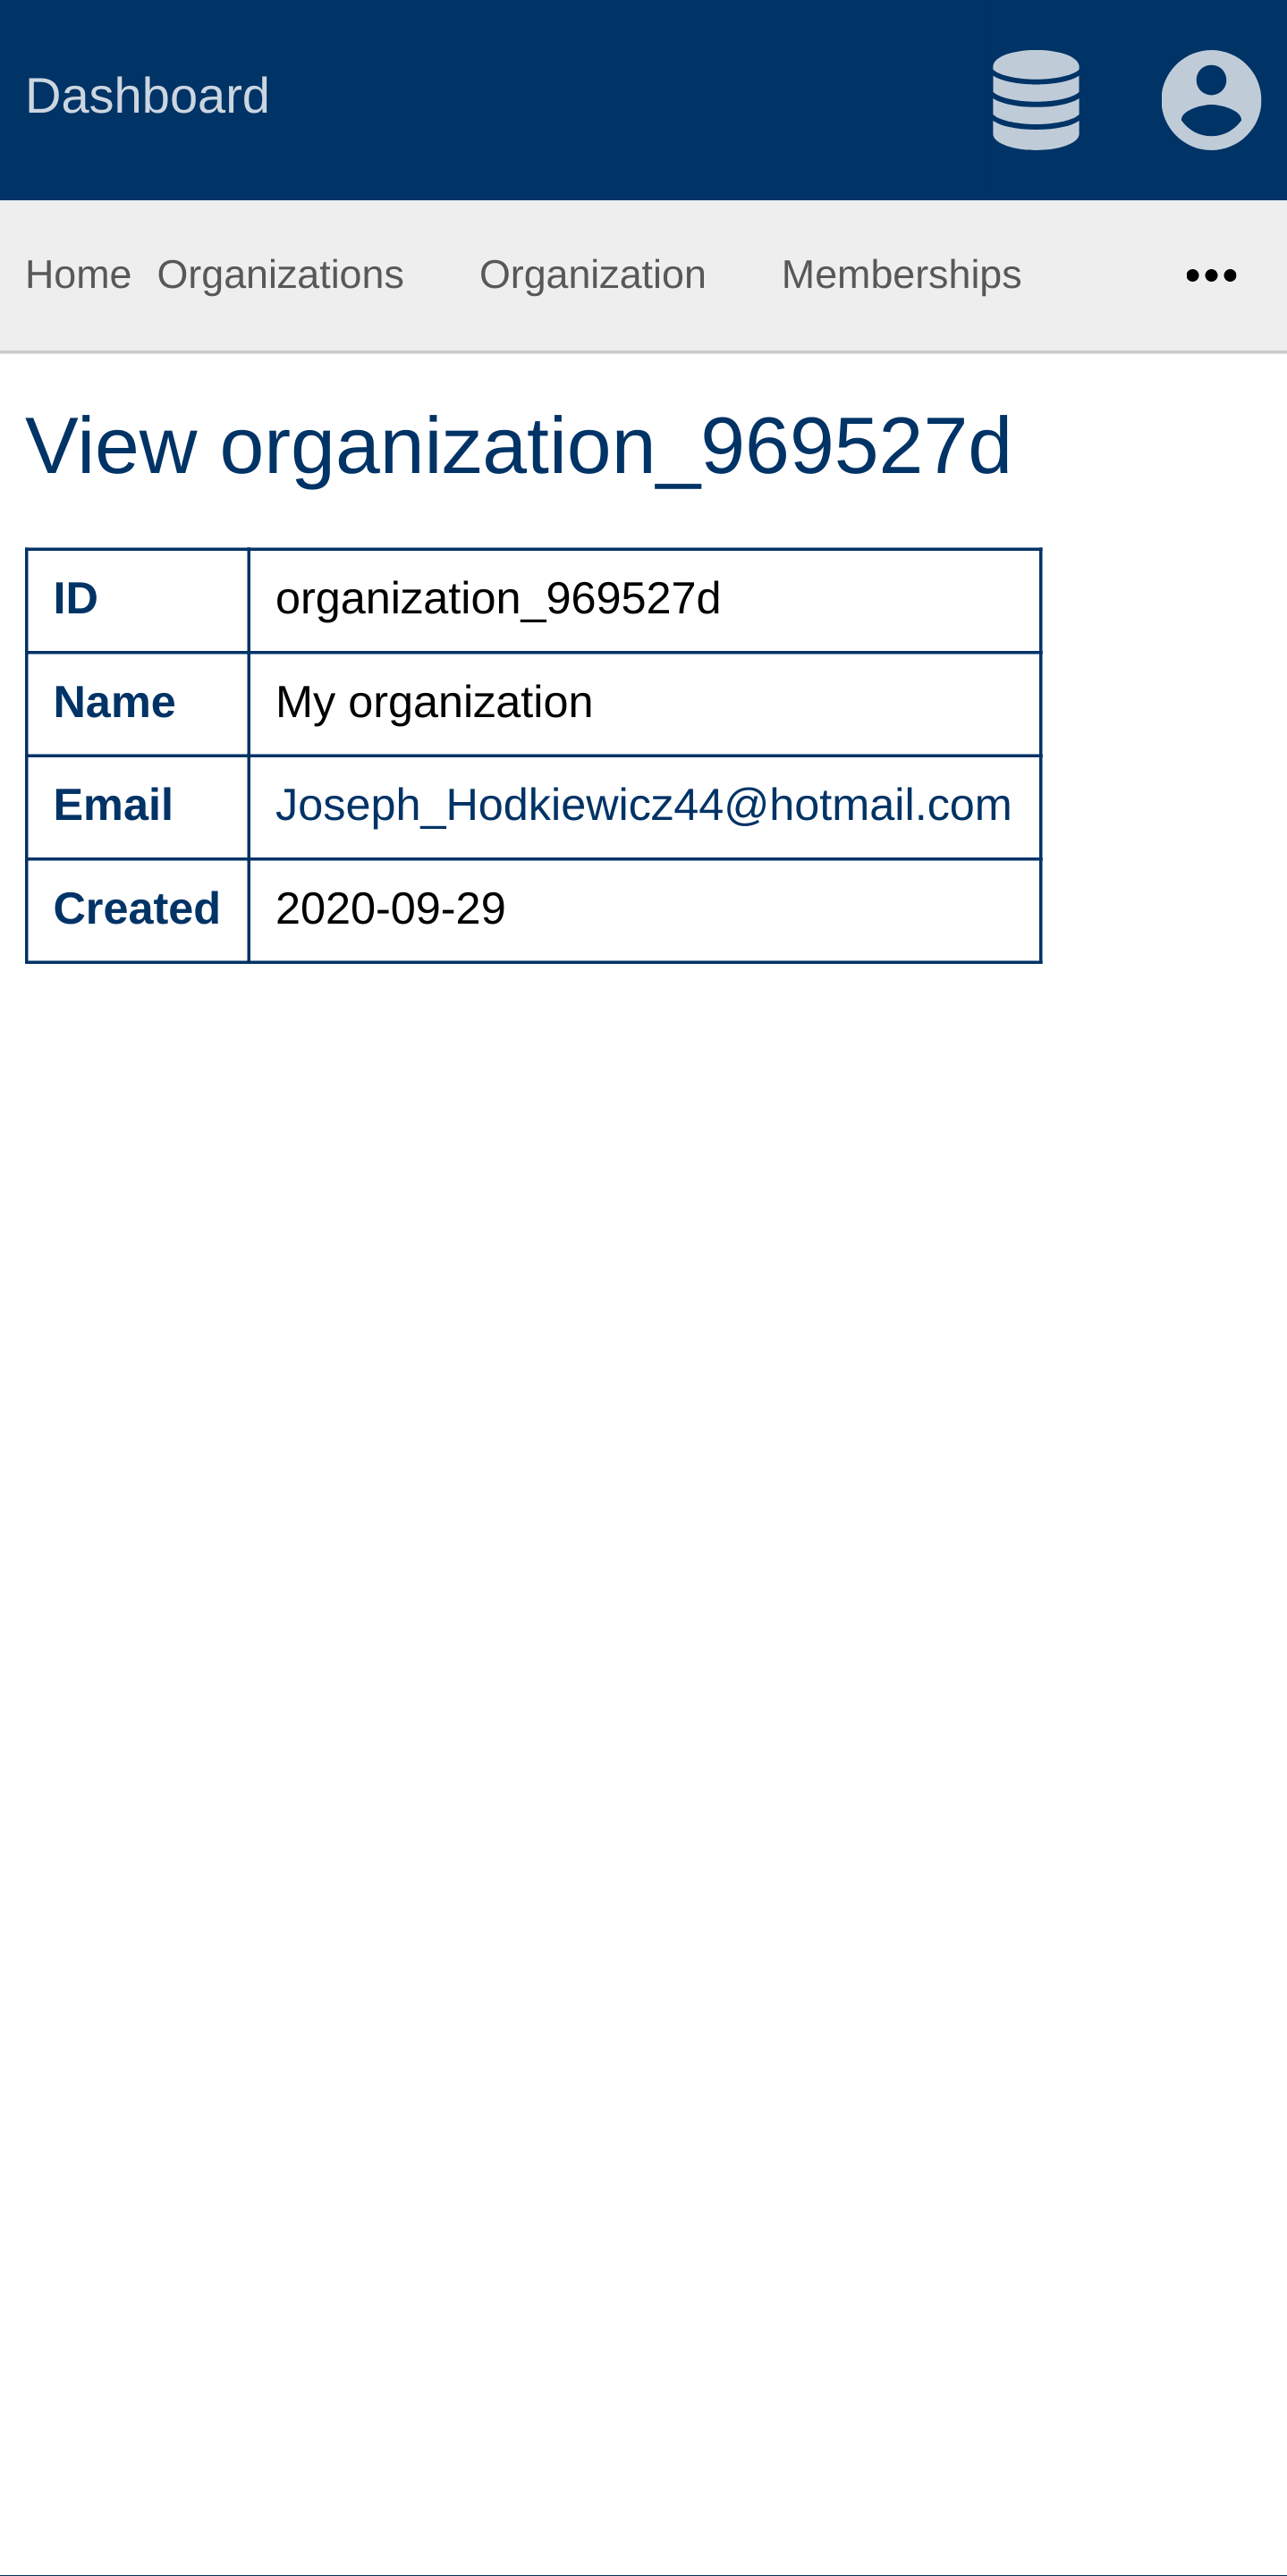 Dashboard
Home Organizations Organization Memberships
View organization_969527d
ID organization_969527d
Name My organization
Email Joseph_Hodkiewicz44@hotmail.com
Created 2020-09-29